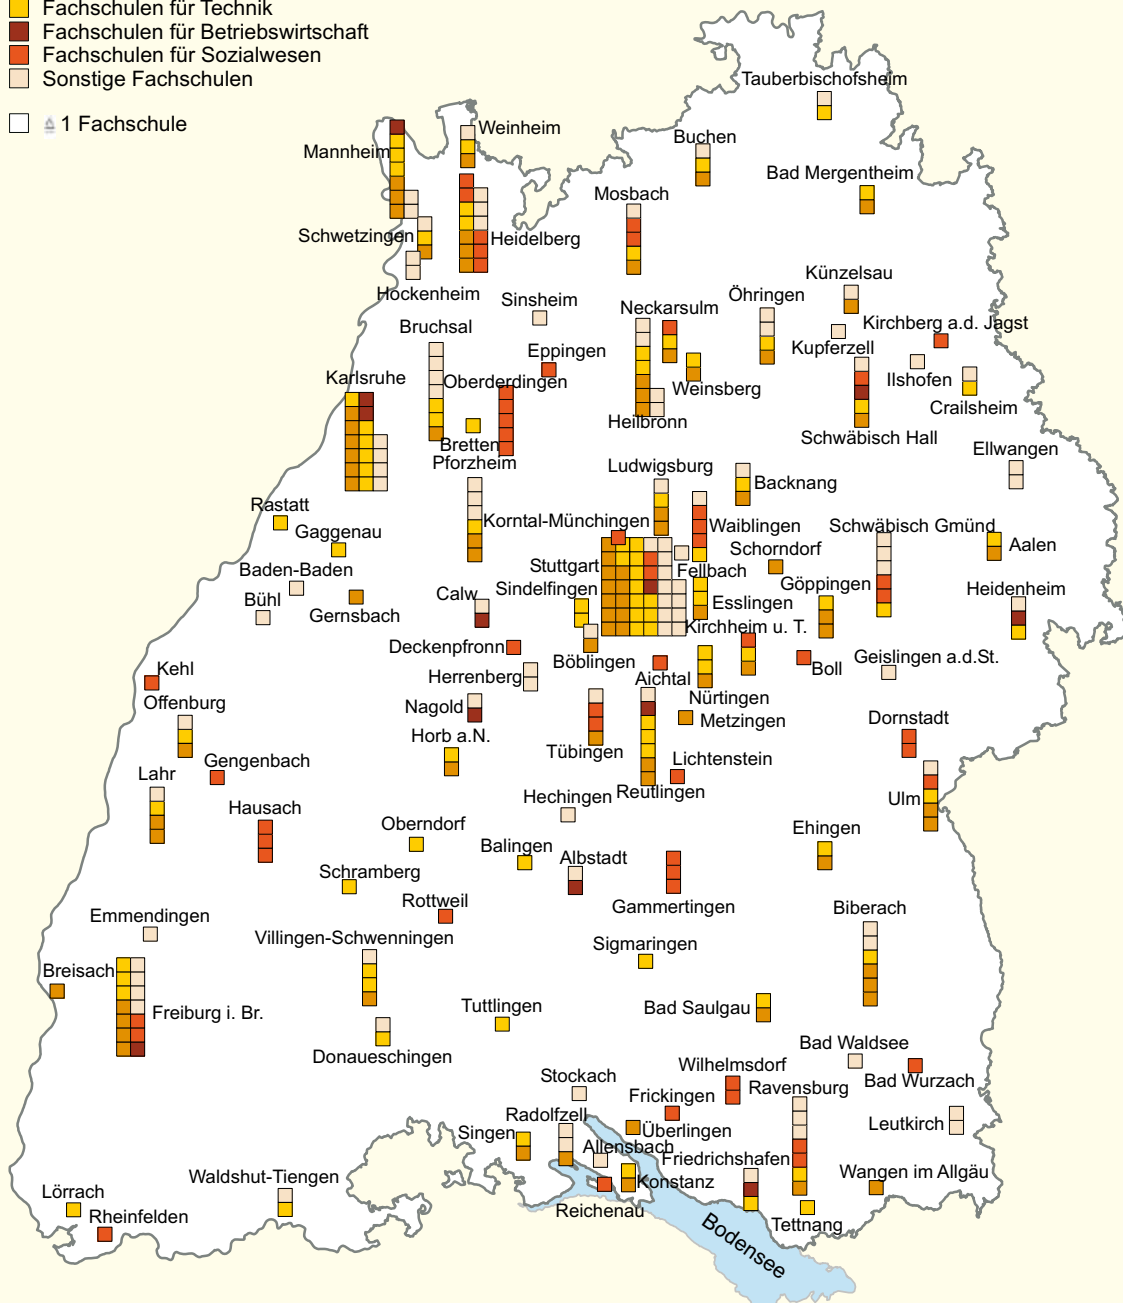 Fachschulen für Technik
Fachschulen für Betriebswirtschaft
Fachschulen für Sozialwesen
Sonstige Fachschulen
≙ 1 Fachschule
Tauberbischofsheim
Weinheim
Buchen
Mannheim
Bad Mergentheim
Mosbach
Schwetzingen
Heidelberg
Künzelsau
Hockenheim
Sinsheim
Öhringen
Neckarsulm
Bruchsal
Kirchberg a.d. Jagst
Kupferzell
Eppingen
Karlsruhe
Oberderdingen
Weinsberg
Ilshofen
Crailsheim
Heilbronn
Schwäbisch Hall
Bretten
Ellwangen
Pforzheim
Ludwigsburg
Backnang
Rastatt
Korntal-Münchingen
Waiblingen
Schwäbisch Gmünd
Gaggenau
Schorndorf
Aalen
Stuttgart
Fellbach
Baden-Baden
Göppingen
Sindelfingen
Heidenheim
Calw
Bühl
Esslingen
Gernsbach
Kirchheim u. T.
Deckenpfronn
Böblingen
Boll
Geislingen a.d.St.
Kehl
Herrenberg
Aichtal
Offenburg
Nagold
Nürtingen
Metzingen
Dornstadt
Horb a.N.
Tübingen
Gengenbach
Lichtenstein
Lahr
Reutlingen
Hechingen
Ulm
Hausach
Oberndorf
Ehingen
Balingen
Albstadt
Schramberg
Rottweil
Gammertingen
Biberach
Emmendingen
Villingen-Schwenningen
Sigmaringen
Breisach
Freiburg i. Br.
Tuttlingen
Bad Saulgau
Donaueschingen
Bad Waldsee
Wilhelmsdorf
Stockach
Bad Wurzach
Ravensburg
Frickingen
Radolfzell
Leutkirch
Singen
Überlingen
Allensbach
Friedrichshafen
Waldshut-Tiengen
Wangen im Allgäu
Konstanz
Lörrach
Reichenau
Rheinfelden
Tettnang
Bodensee